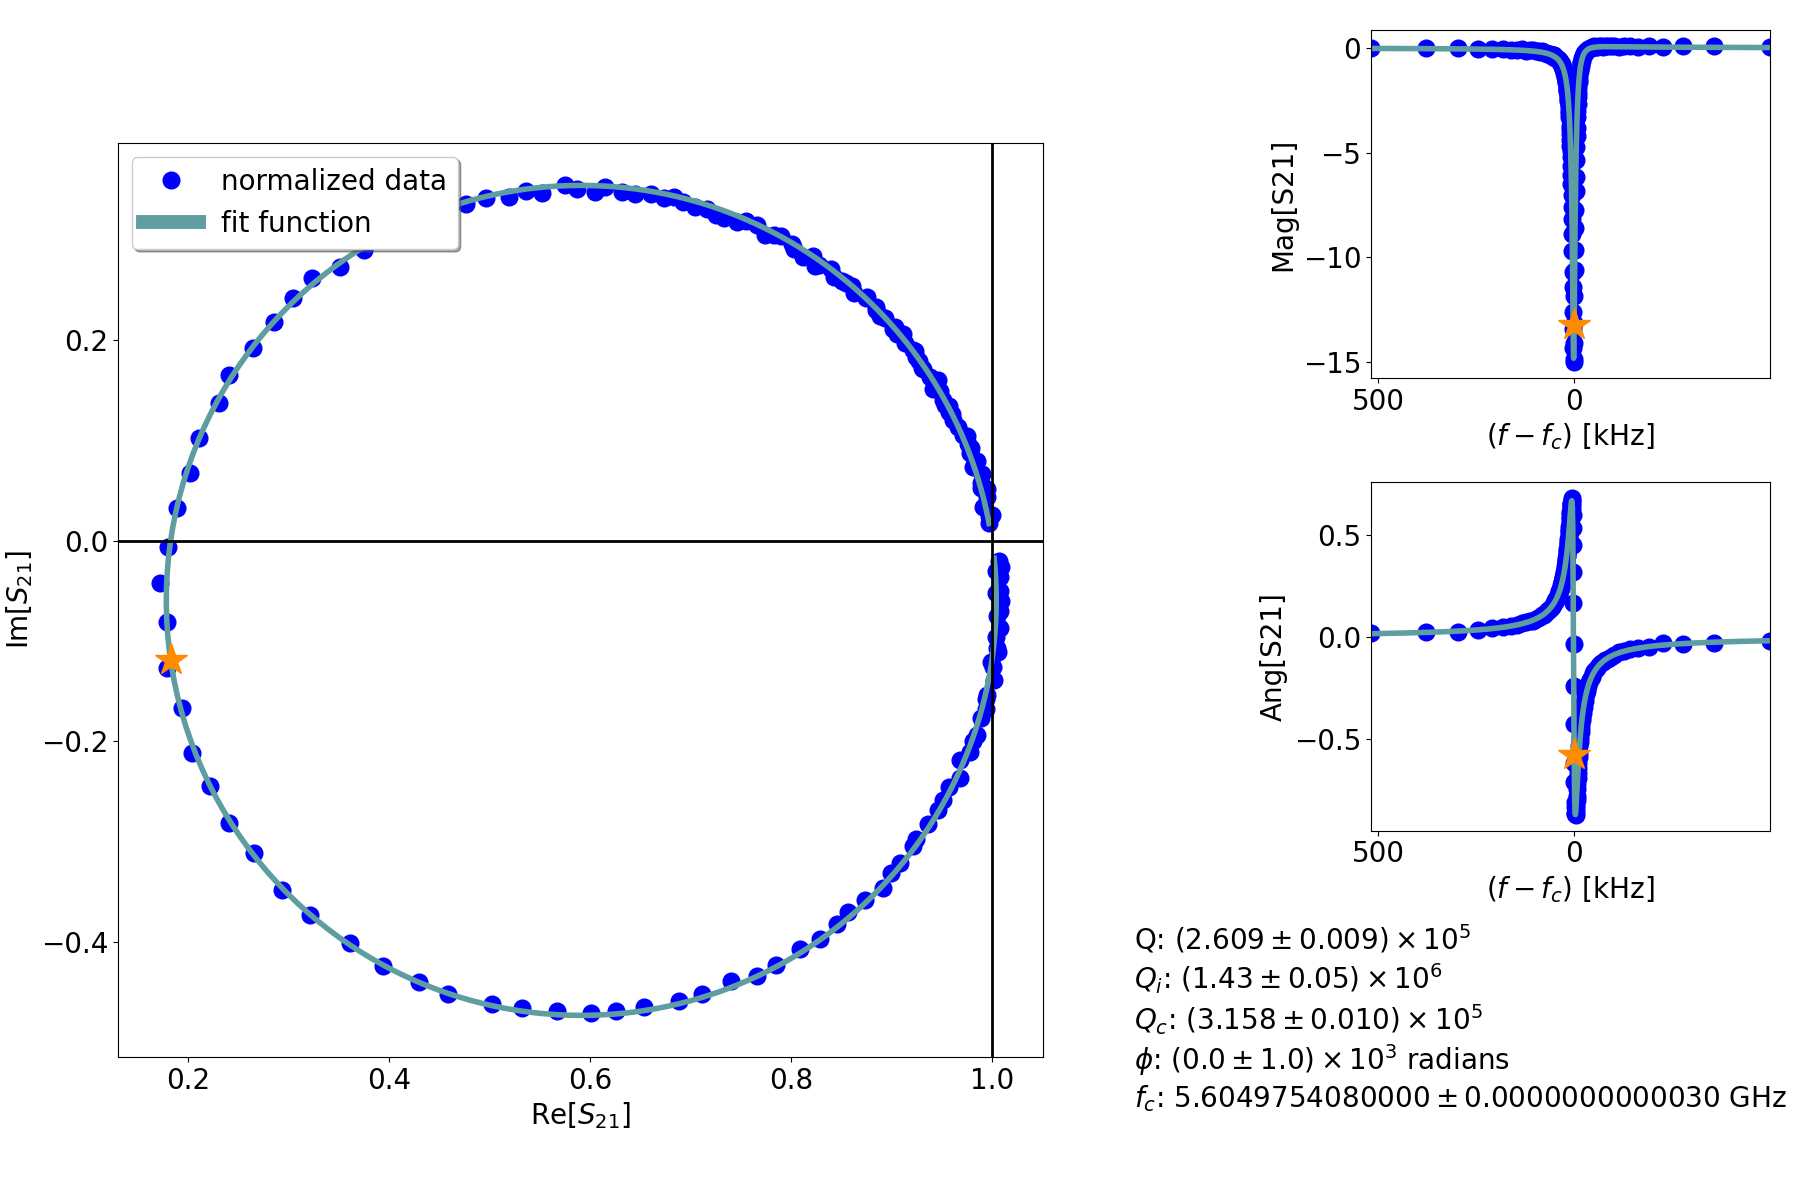 normalized data
fit function
0.2
0.0
−0.2
−0.4
Im[S21]
0.2 0.4 0.6 0.8 1.0
Re[S21]
0
−5
−10
−15
Mag[S21]
500 0
(f − fc) [kHz]
0.5
0.0
−0.5
Ang[S21]
500 0
(f − fc) [kHz]
Q: (2.609 ± 0.009) × 10^5
Qi: (1.43 ± 0.05) × 10^6
Qc: (3.158 ± 0.010) × 10^5
ϕ: (0.0 ± 1.0) × 10^3 radians
fc: 5.6049754080000 ± 0.0000000000030 GHz